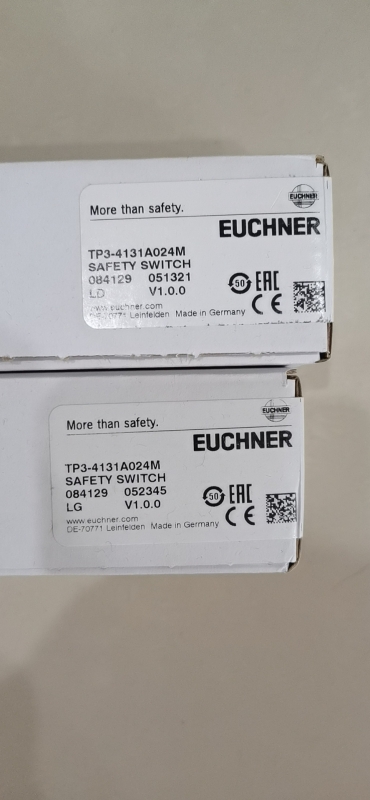 EUCHNER
More than safety.
EUCHNER
TP3-4131A024M
SAFETY SWITCH
084129 051321
LD V1.0.0
50 EAC
CE
www.euchner.com
DE-70771 Leinfelden Made in Germany
EUCHNER
More than safety.
EUCHNER
TP3-4131A024M
SAFETY SWITCH
084129 052345
LG V1.0.0
50 EAC
CE
www.euchner.com
DE-70771 Leinfelden Made in Germany